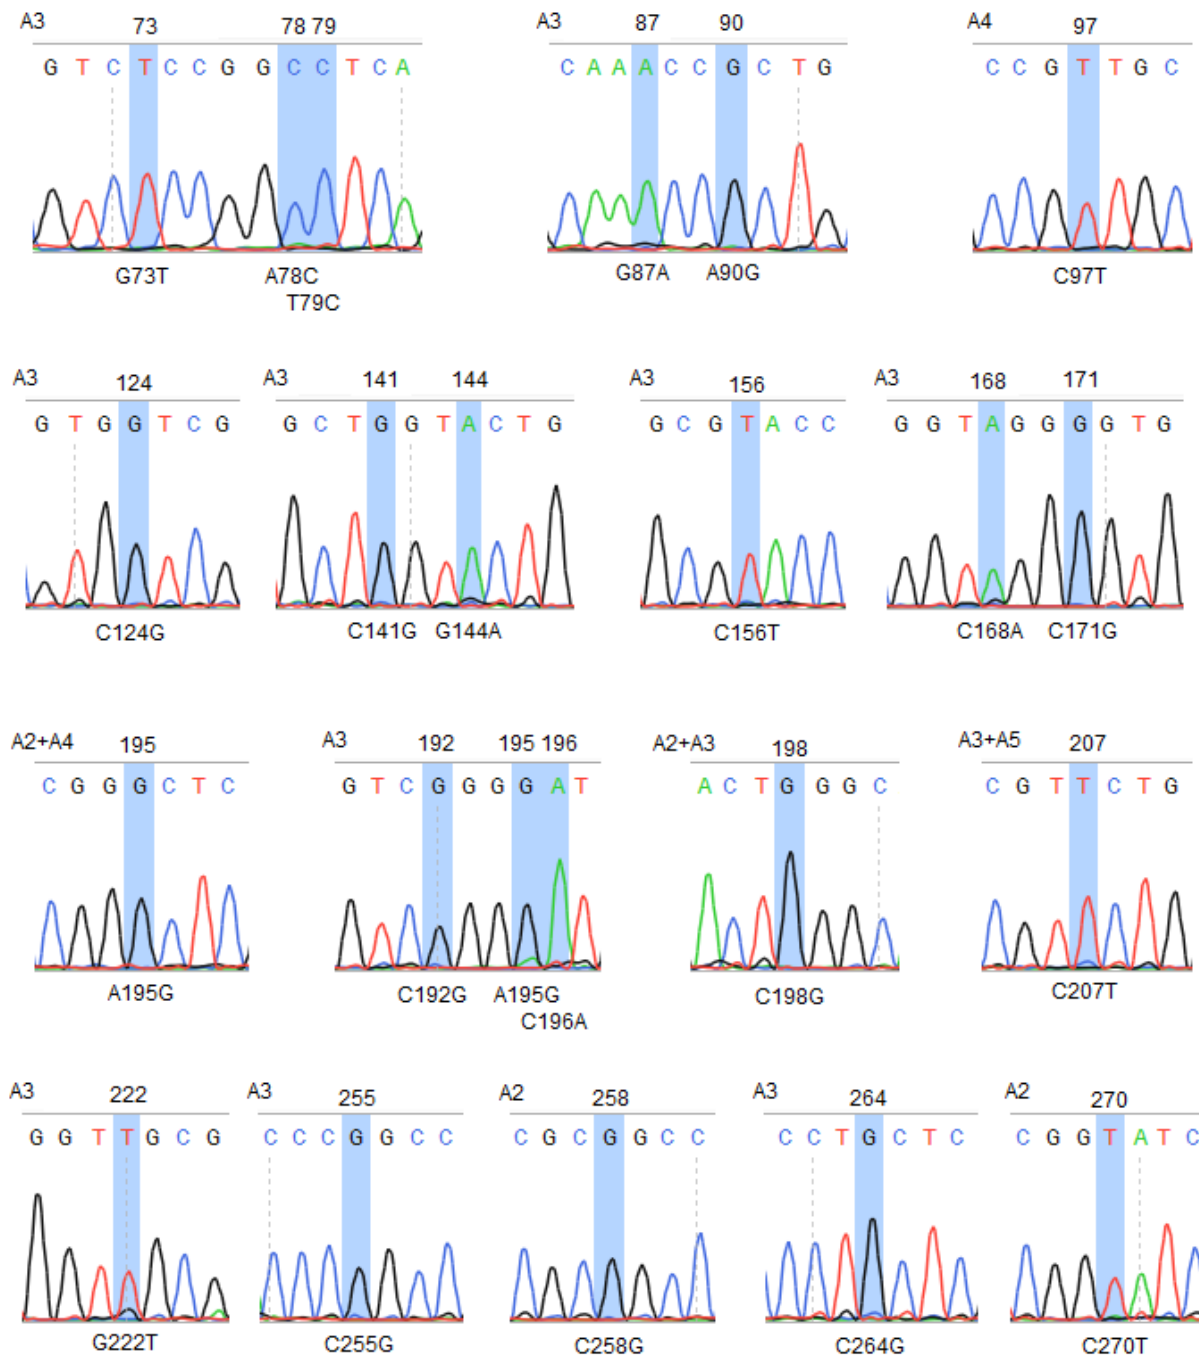 A3 73 78 79
G T C T C C G G C C T C A
G73T A78C
T79C
A3 87 90
C A A A C C G C T G
G87A A90G
A4 97
C C G T T G C
C97T
A3 124
G T G G T C G
C124G
A3 141 144
G C T G G T A C T G
C141G G144A
A3 156
G C G T A C C
C156T
A3 168 171
G G T A G G G G T G
C168A C171G
A2+A4 195
C G G G C T C
A195G
A3 192 195 196
G T C G G G G A T
C192G A195G
C196A
A2+A3 198
A C T G G G C
C198G
A3+A5 207
C G T T C T G
C207T
A3 222
G G T T G C G
G222T
A3 255
C C C G G C C
C255G
A2 258
C G C G G C C
C258G
A3 264
C C T G C T C
C264G
A2 270
C G G T A T C
C270T